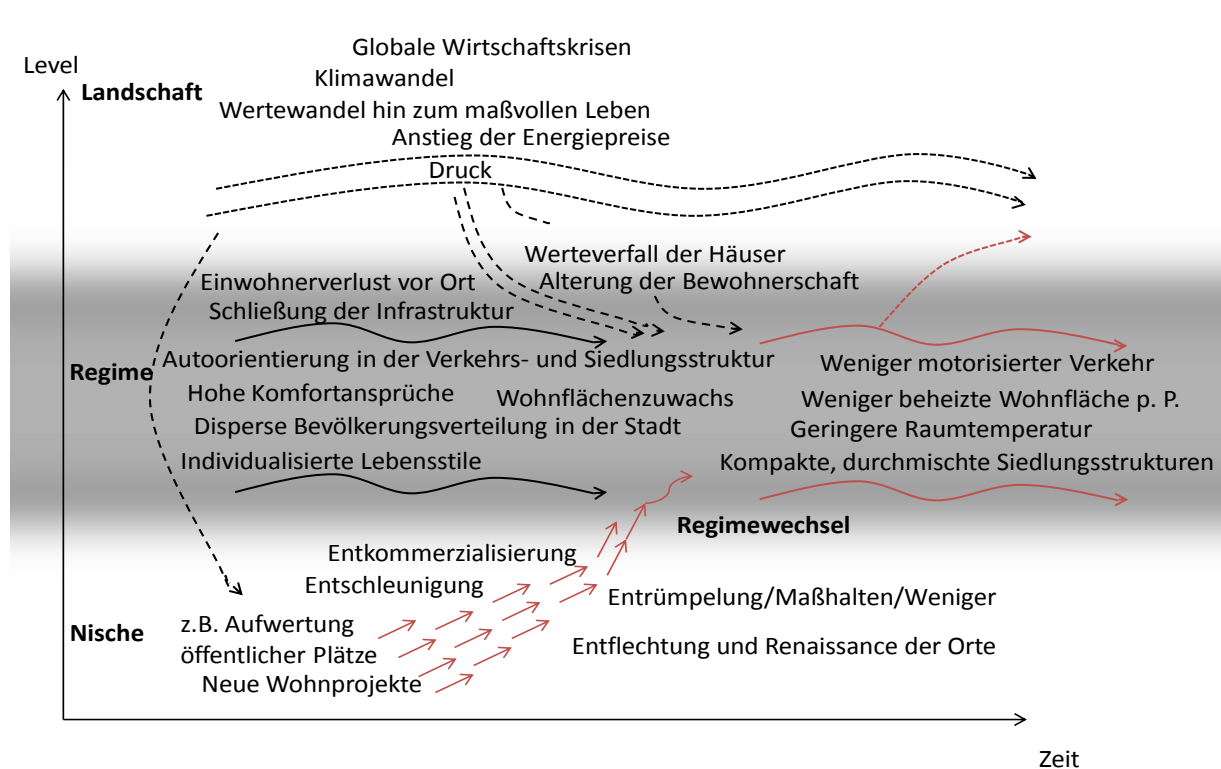 Globale Wirtschaftskrisen
Level
Klimawandel
Landschaft
Wertewandel hin zum maßvollen Leben
Anstieg der Energiepreise
Druck
Werteverfall der Häuser
Einwohnerverlust vor Ort
Alterung der Bewohnerschaft
Schließung der Infrastruktur
Autoorientierung in der Verkehrs- und Siedlungsstruktur
Weniger motorisierter Verkehr
Regime
Hohe Komfortansprüche
Wohnflächenzuwachs
Weniger beheizte Wohnfläche p. P.
Disperse Bevölkerungsverteilung in der Stadt
Geringere Raumtemperatur
Individualisierte Lebensstile
Kompakte, durchmischte Siedlungsstrukturen
Regimewechsel
Entkommerzialisierung
Entschleunigung
Entrümpelung/Maßhalten/Weniger
Nische
z.B. Aufwertung
öffentlicher Plätze
Entflechtung und Renaissance der Orte
Neue Wohnprojekte
Zeit